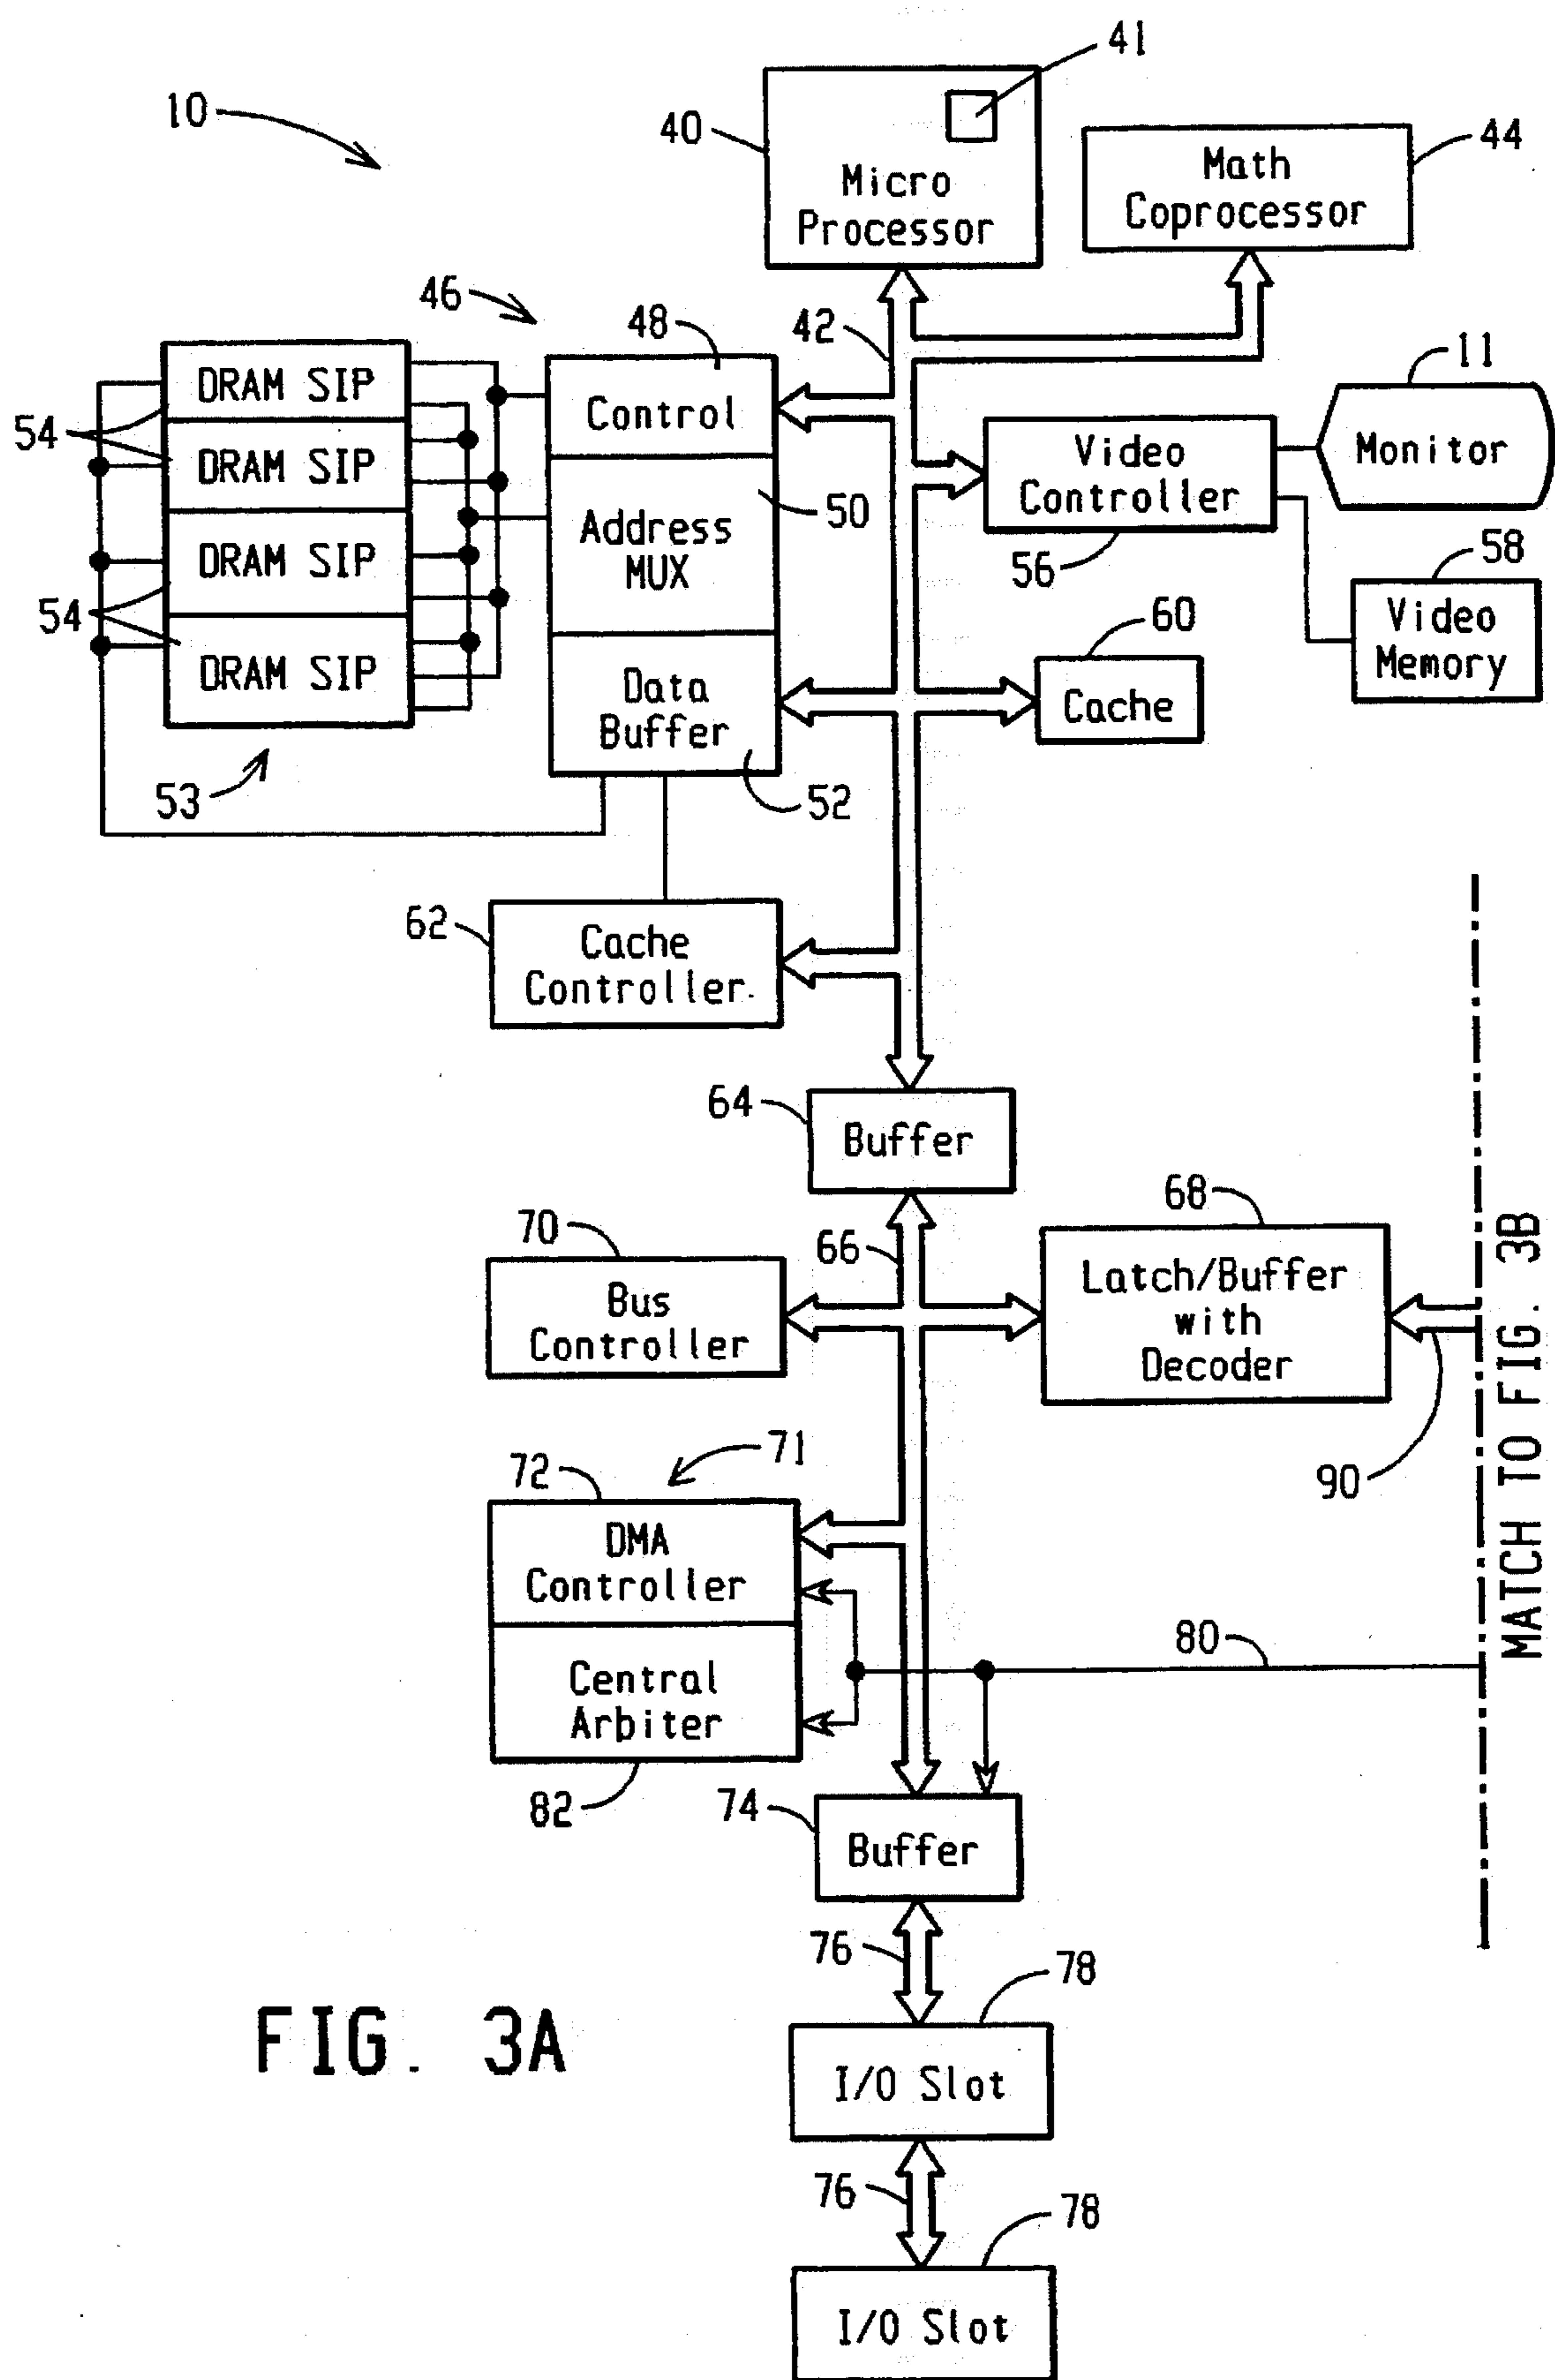 41
10
40
44
Micro
Processor
Math
Coprocessor
46
48
42
11
DRAM SIP
Control
Monitor
54
DRAM SIP
Video
Controller
50
Address
MUX
DRAM SIP
56
58
54
60
Video
Memory
DRAM SIP
Data
Buffer
Cache
53
52
62
Cache
Controller
64
Buffer
68
70
66
Bus
Controller
Latch/Buffer
with
Decoder
MATCH TO FIG. 3B
71
72
90
DMA
Controller
80
Central
Arbiter
82
74
Buffer
76
78
FIG. 3A
I/O Slot
76
78
I/O Slot